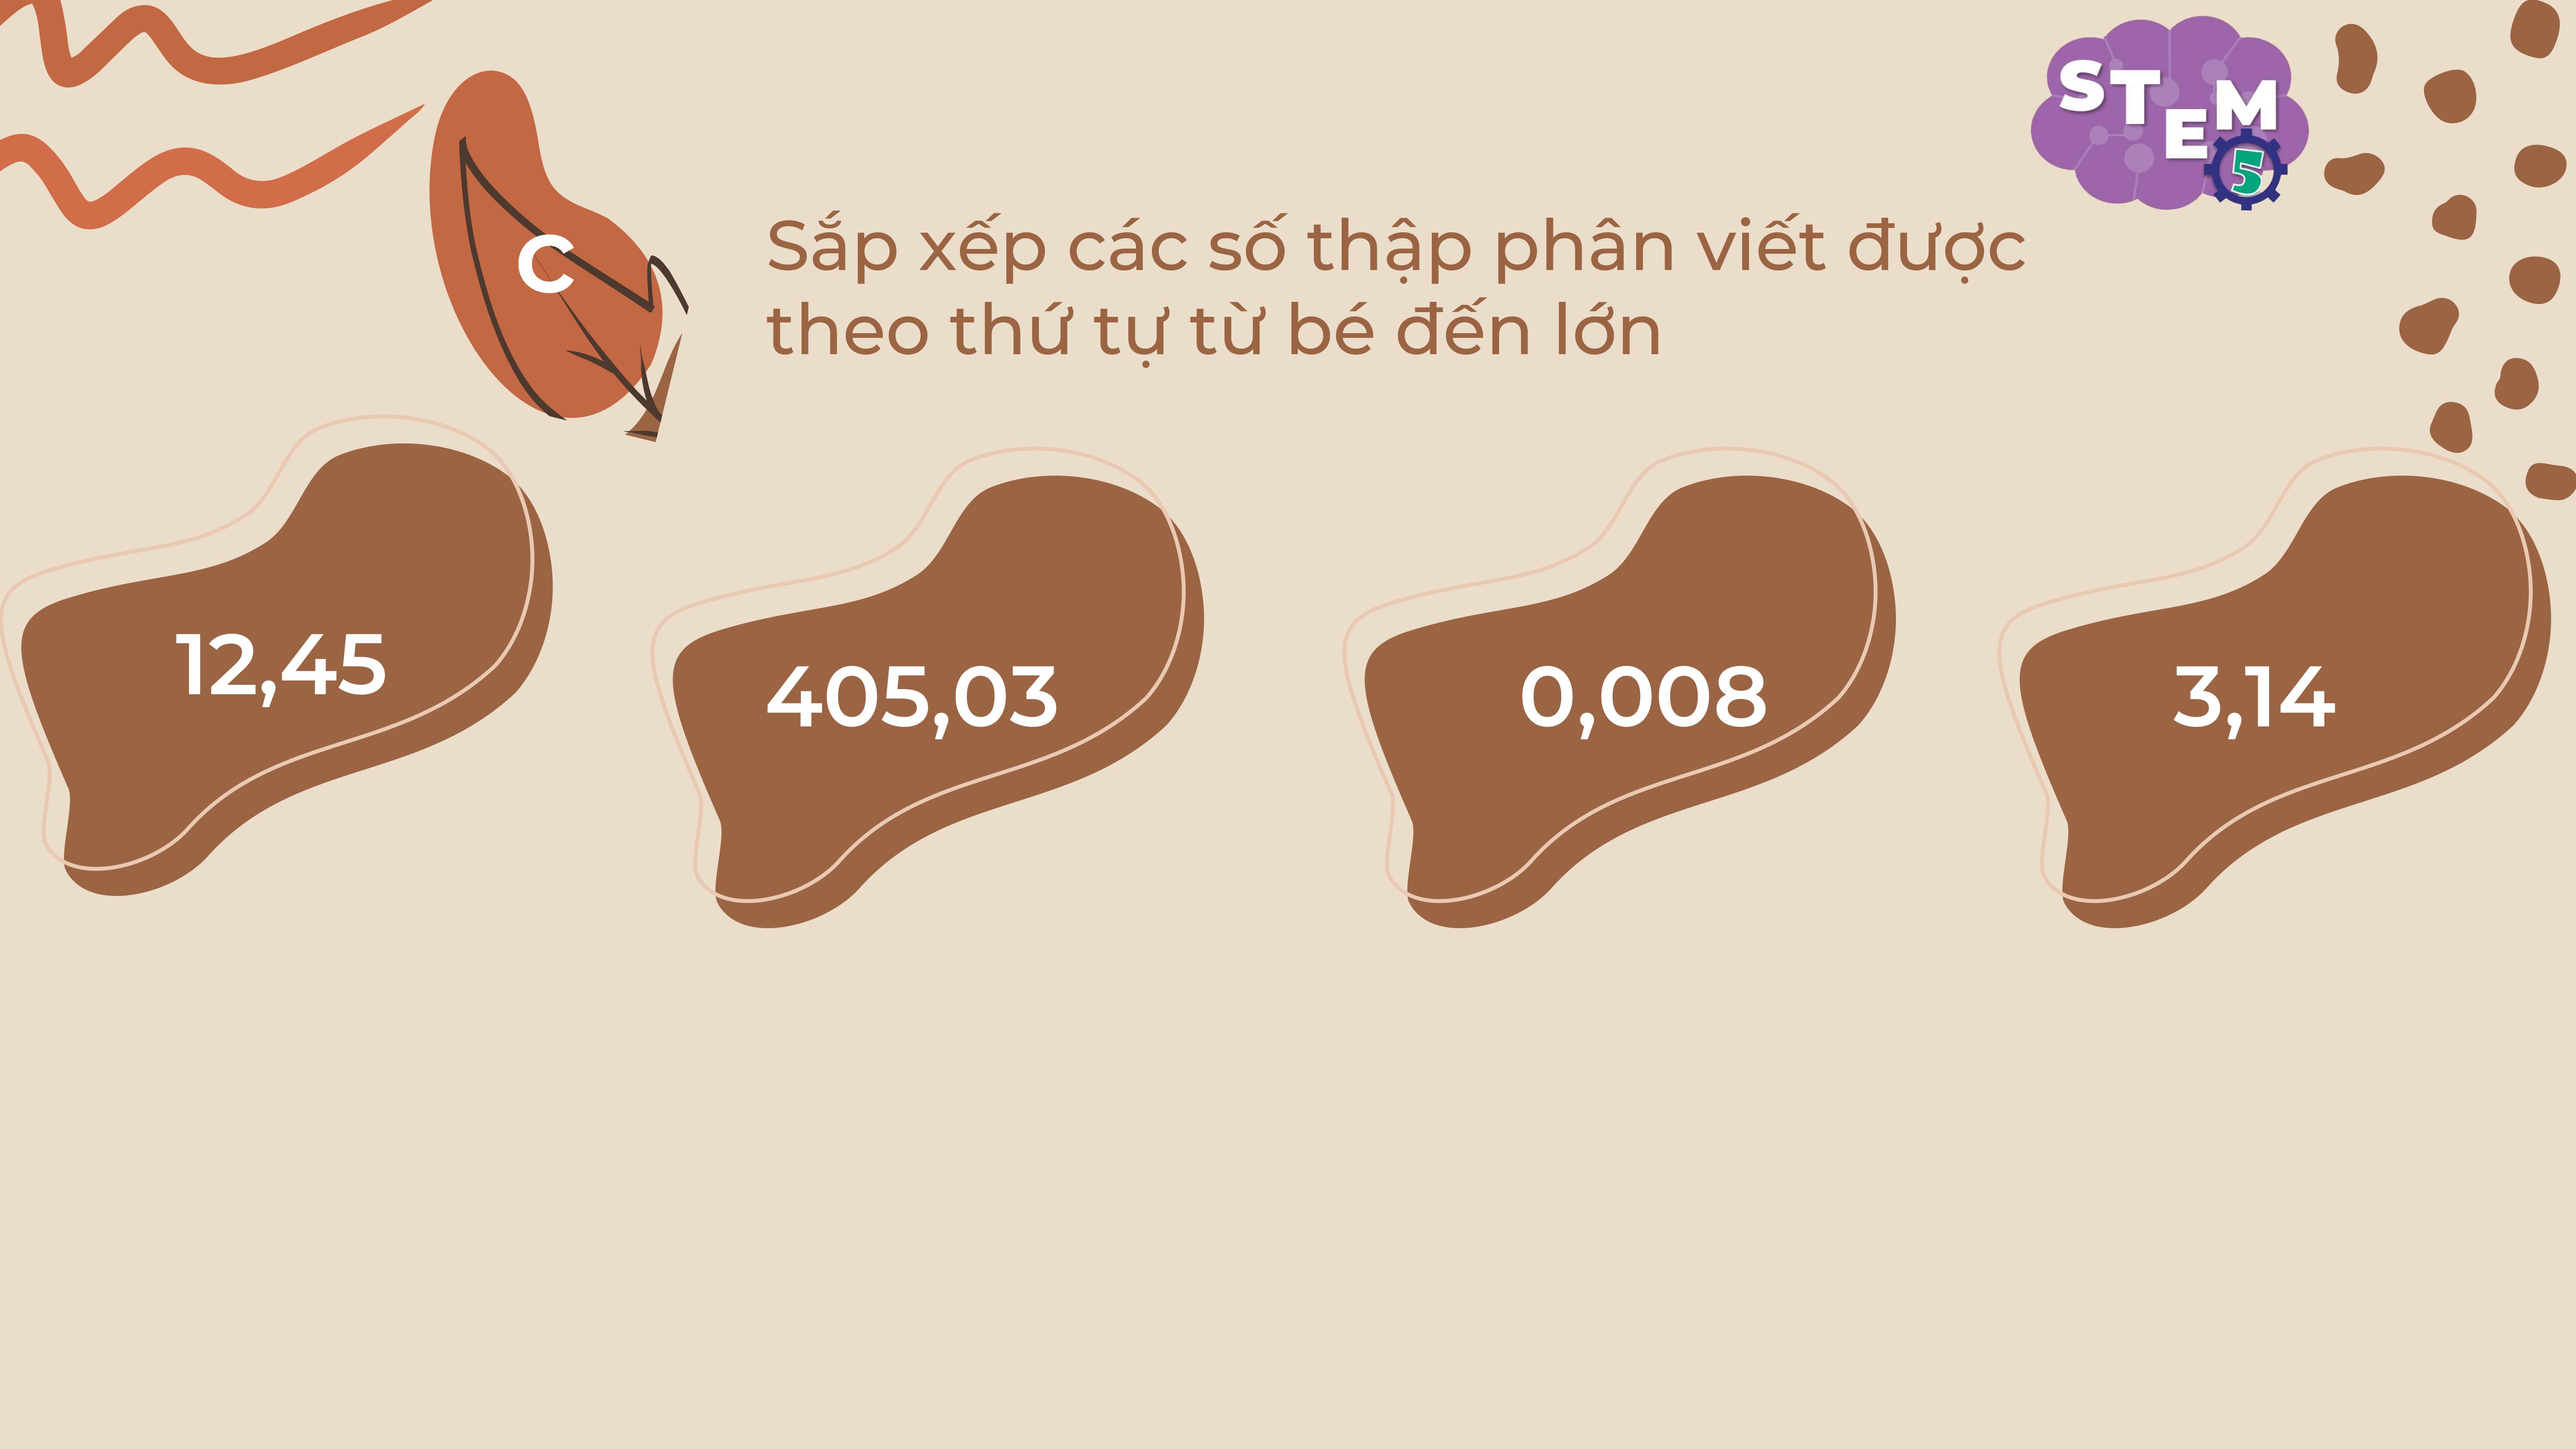 STEM
5
C
Sắp xếp các số thập phân viết được
theo thứ tự từ bé đến lớn
12,45
405,03
0,008
3,14